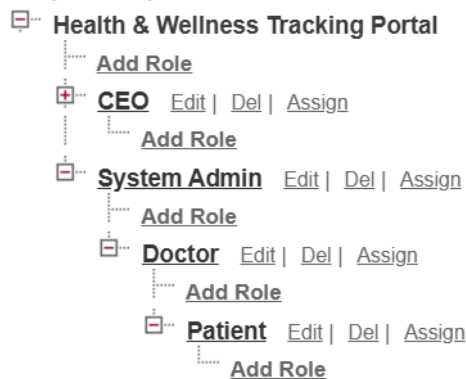 Health & Wellness Tracking Portal
Add Role
CEO Edit | Del | Assign
Add Role
System Admin Edit | Del | Assign
Add Role
Doctor Edit | Del | Assign
Add Role
Patient Edit | Del | Assign
Add Role